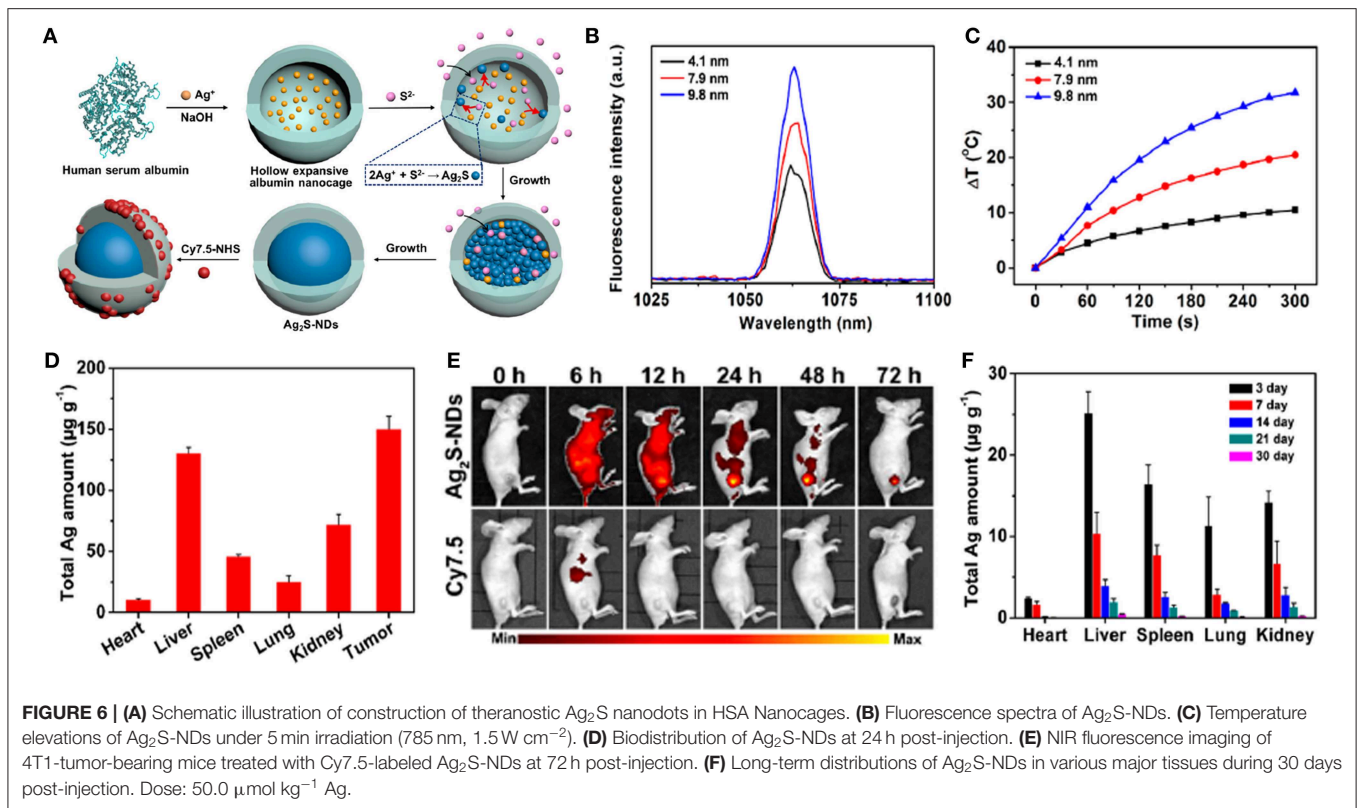 A
Ag⁺
NaOH
S²⁻
Human serum albumin
Hollow expansive
albumin nanocage
2Ag⁺ + S²⁻ → Ag₂S
Growth
Growth
Cy7.5-NHS
Ag₂S-NDs
B
Fluorescence intensity (a.u.)
4.1 nm
7.9 nm
9.8 nm
1025 1050 1075 1100
Wavelength (nm)
C
ΔT (°C)
40
30
20
10
0
4.1 nm
7.9 nm
9.8 nm
0 60 120 180 240 300
Time (s)
D
Total Ag amount (µg g⁻¹)
200
150
100
50
0
Heart Liver Spleen Lung Kidney Tumor
E
0 h 6 h 12 h 24 h 48 h 72 h
Ag₂S-NDs
Cy7.5
Min Max
F
Total Ag amount (µg g⁻¹)
30
20
10
0
3 day
7 day
14 day
21 day
30 day
Heart Liver Spleen Lung Kidney
FIGURE 6 | (A) Schematic illustration of construction of theranostic Ag₂S nanodots in HSA Nanocages. (B) Fluorescence spectra of Ag₂S-NDs. (C) Temperature
elevations of Ag₂S-NDs under 5 min irradiation (785 nm, 1.5 W cm⁻²). (D) Biodistribution of Ag₂S-NDs at 24 h post-injection. (E) NIR fluorescence imaging of
4T1-tumor-bearing mice treated with Cy7.5-labeled Ag₂S-NDs at 72 h post-injection. (F) Long-term distributions of Ag₂S-NDs in various major tissues during 30 days
post-injection. Dose: 50.0 µmol kg⁻¹ Ag.